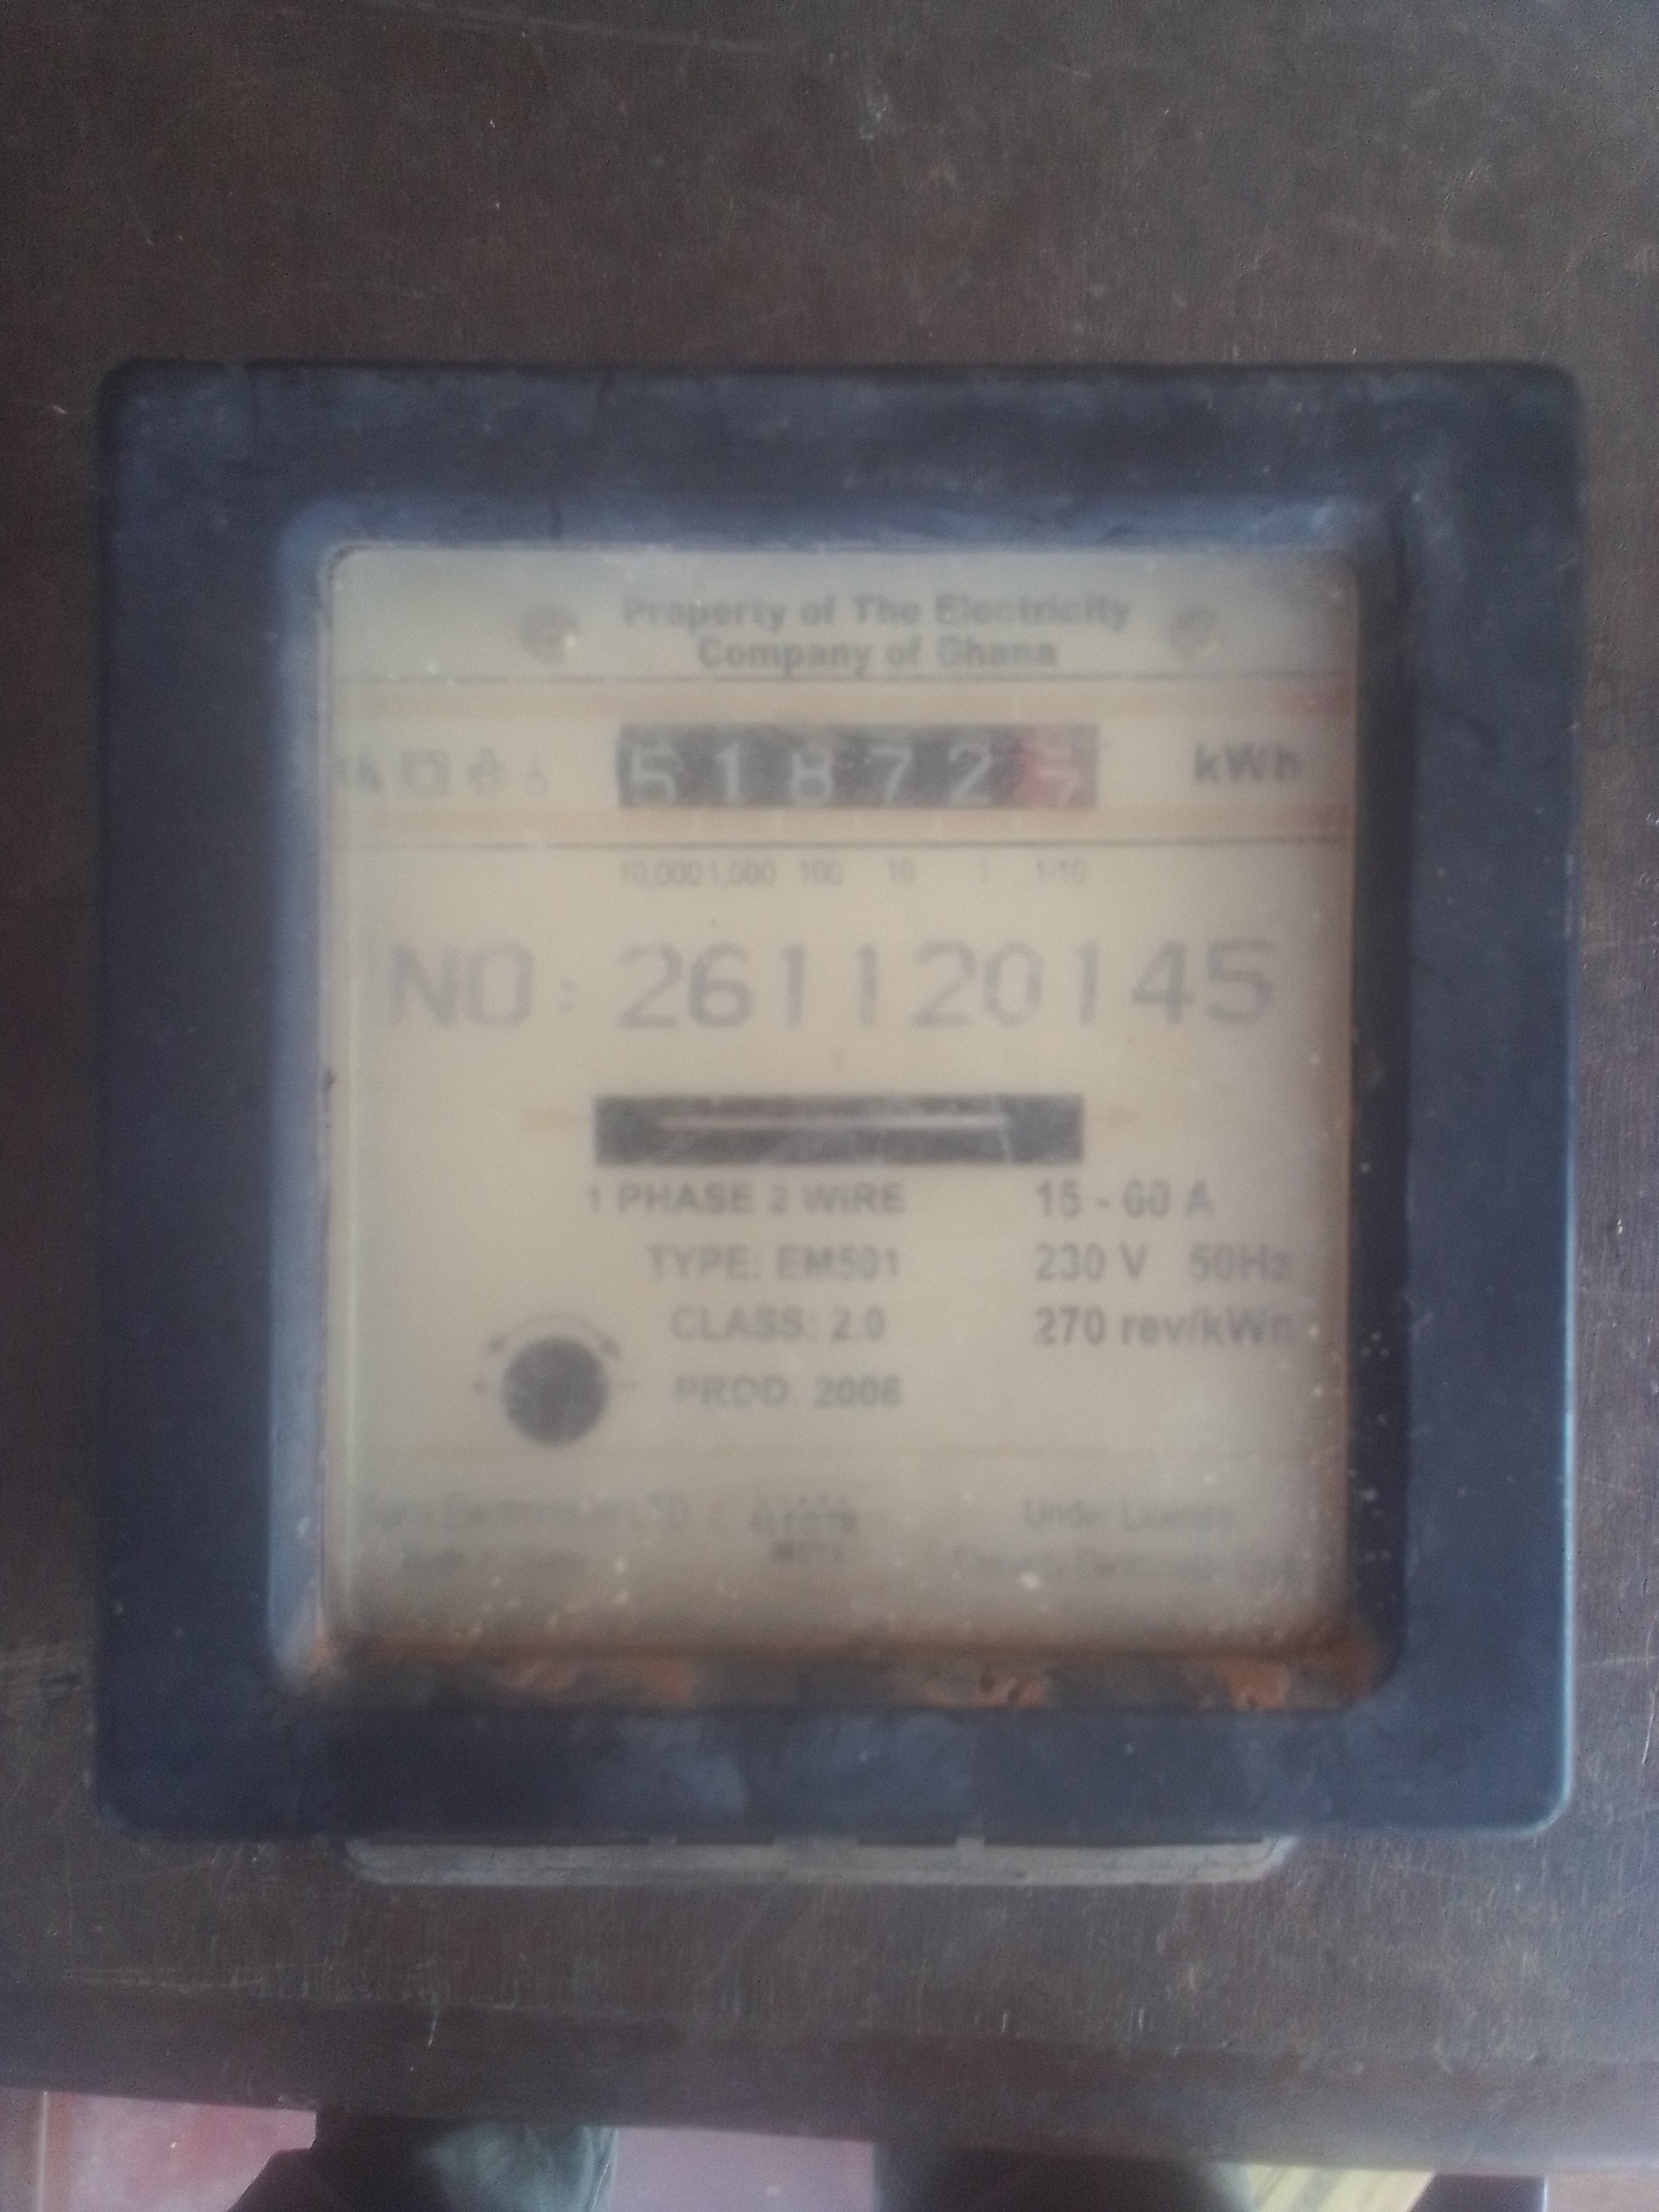 Property of The Electricity
Company of Ghana
51872 7 kWh
10,000 1,000 100 10 1 1/10
NO: 261120145
1 PHASE 2 WIRE 15 - 60 A
TYPE: EM501 230 V 50Hz
CLASS: 2.0 270 rev/kWh
+ -
PROD. 2006
Under Licence